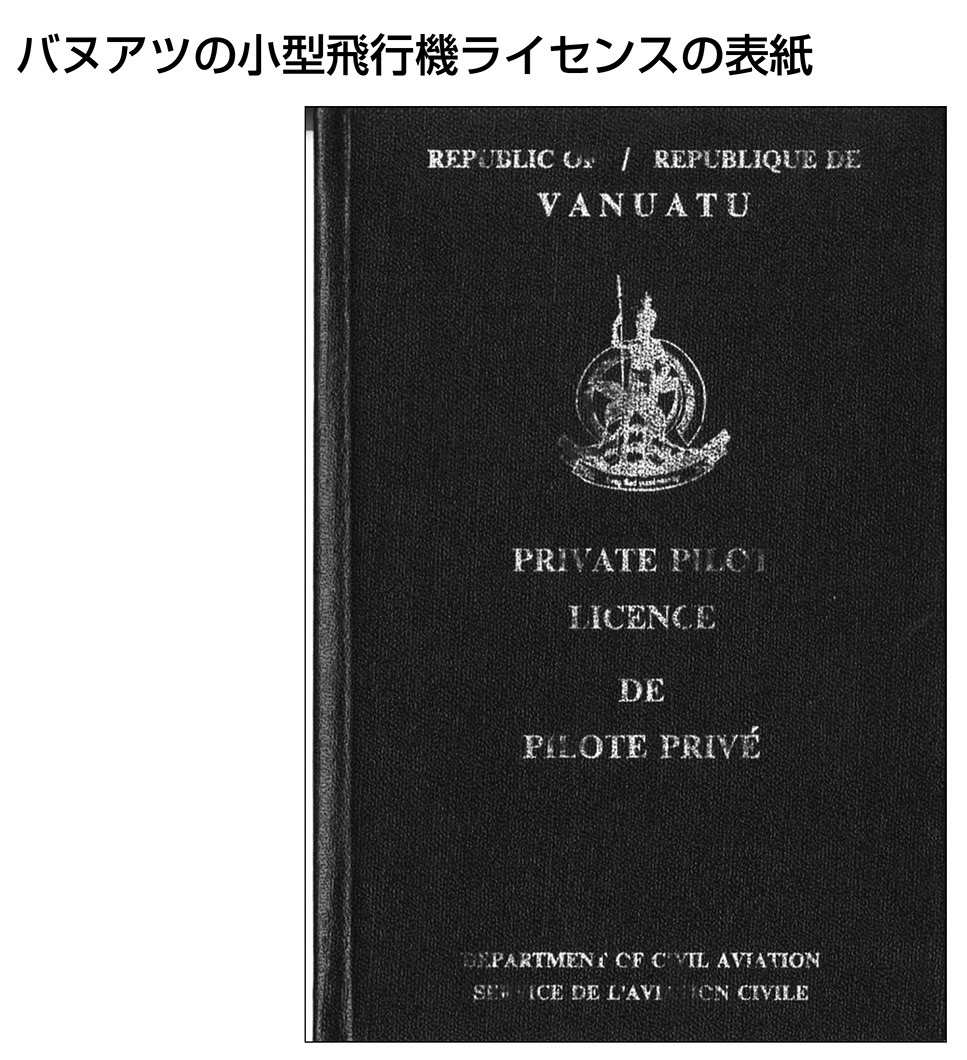 バヌアツの小型飛行機ライセンスの表紙
REPUBLIC OF / REPUBLIQUE DE
VANUATU
PRIVATE PILOT
LICENCE
DE
PILOTE PRIVÉ
DEPARTMENT OF CIVIL AVIATION
SERVICE DE L'AVIATION CIVILE